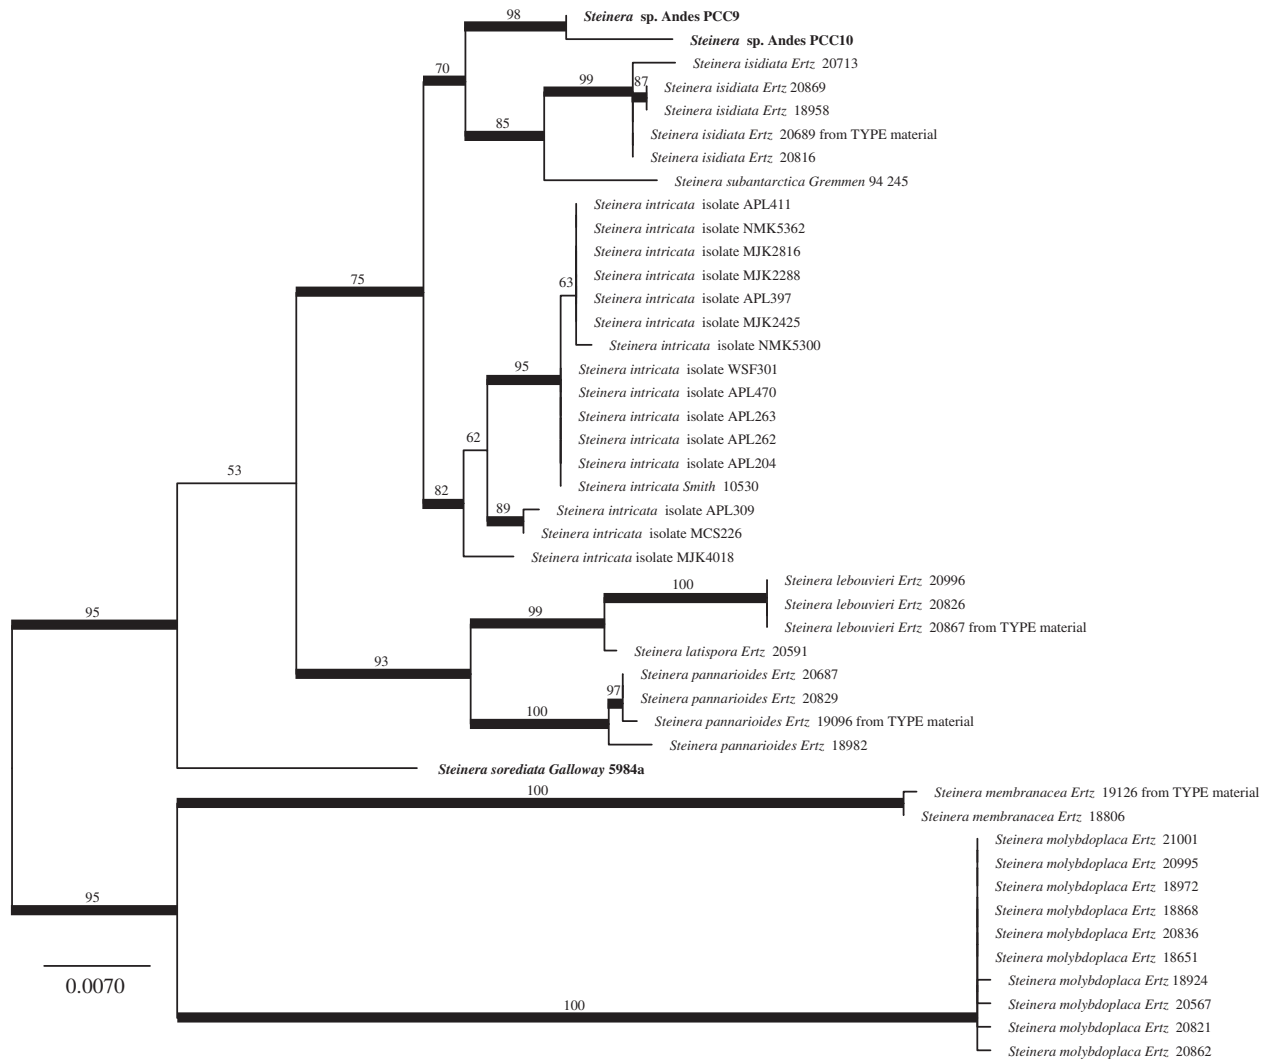 98
Steinera sp. Andes PCC9
Steinera sp. Andes PCC10
70
Steinera isidiata Ertz 20713
99
87
Steinera isidiata Ertz 20869
Steinera isidiata Ertz 18958
85
Steinera isidiata Ertz 20689 from TYPE material
Steinera isidiata Ertz 20816
Steinera subantarctica Gremmen 94 245
Steinera intricata isolate APL411
Steinera intricata isolate NMK5362
Steinera intricata isolate MJK2816
75
63
Steinera intricata isolate MJK2288
Steinera intricata isolate APL397
Steinera intricata isolate MJK2425
Steinera intricata isolate NMK5300
95
Steinera intricata isolate WSF301
Steinera intricata isolate APL470
Steinera intricata isolate APL263
62
Steinera intricata isolate APL262
53
Steinera intricata isolate APL204
82
Steinera intricata Smith 10530
89
Steinera intricata isolate APL309
Steinera intricata isolate MCS226
Steinera intricata isolate MJK4018
100
Steinera lebouvieri Ertz 20996
95
99
Steinera lebouvieri Ertz 20826
Steinera lebouvieri Ertz 20867 from TYPE material
93
Steinera latispora Ertz 20591
Steinera pannarioides Ertz 20687
97
Steinera pannarioides Ertz 20829
100
Steinera pannarioides Ertz 19096 from TYPE material
Steinera pannarioides Ertz 18982
Steinera sorediata Galloway 5984a
100
Steinera membranacea Ertz 19126 from TYPE material
Steinera membranacea Ertz 18806
Steinera molybdoplaca Ertz 21001
Steinera molybdoplaca Ertz 20995
95
Steinera molybdoplaca Ertz 18972
Steinera molybdoplaca Ertz 18868
Steinera molybdoplaca Ertz 20836
Steinera molybdoplaca Ertz 18651
0.0070
Steinera molybdoplaca Ertz 18924
100
Steinera molybdoplaca Ertz 20567
Steinera molybdoplaca Ertz 20821
Steinera molybdoplaca Ertz 20862